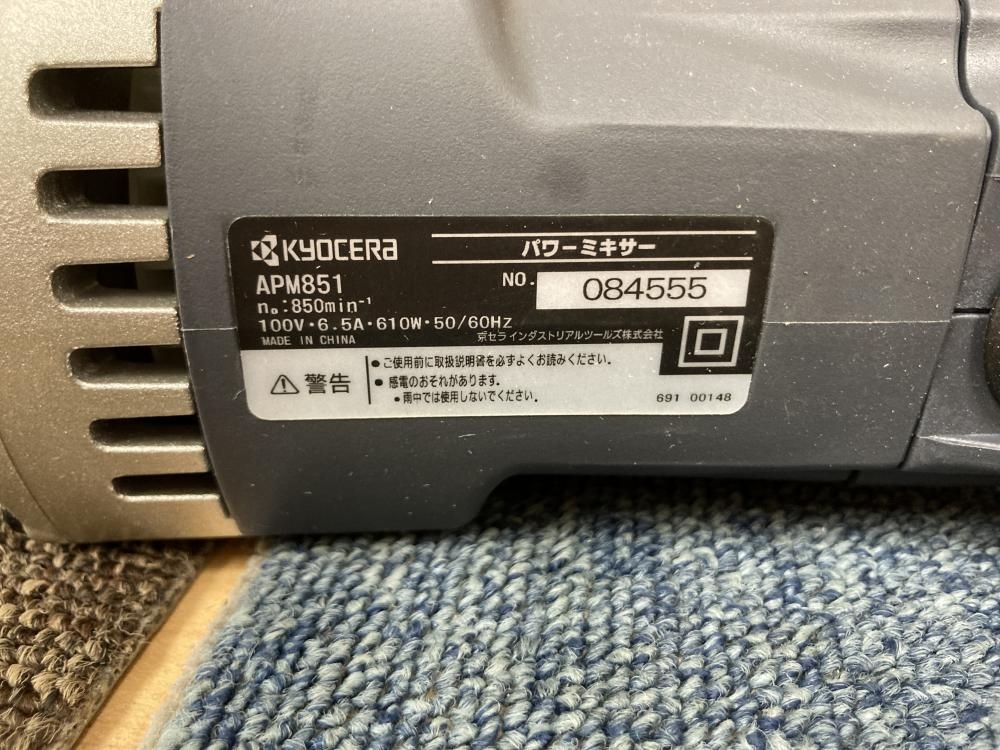 KYOCERA
パワーミキサー
APM851
NO. 084555
n₀:850min⁻¹
100V・6.5A・610W・50/60Hz
MADE IN CHINA
京セラインダストリアルツールズ株式会社
⚠ 警告
●ご使用前に取扱説明書を必ずよくお読みください。
●感電のおそれがあります。
●雨中では使用しないでください。
691 00148